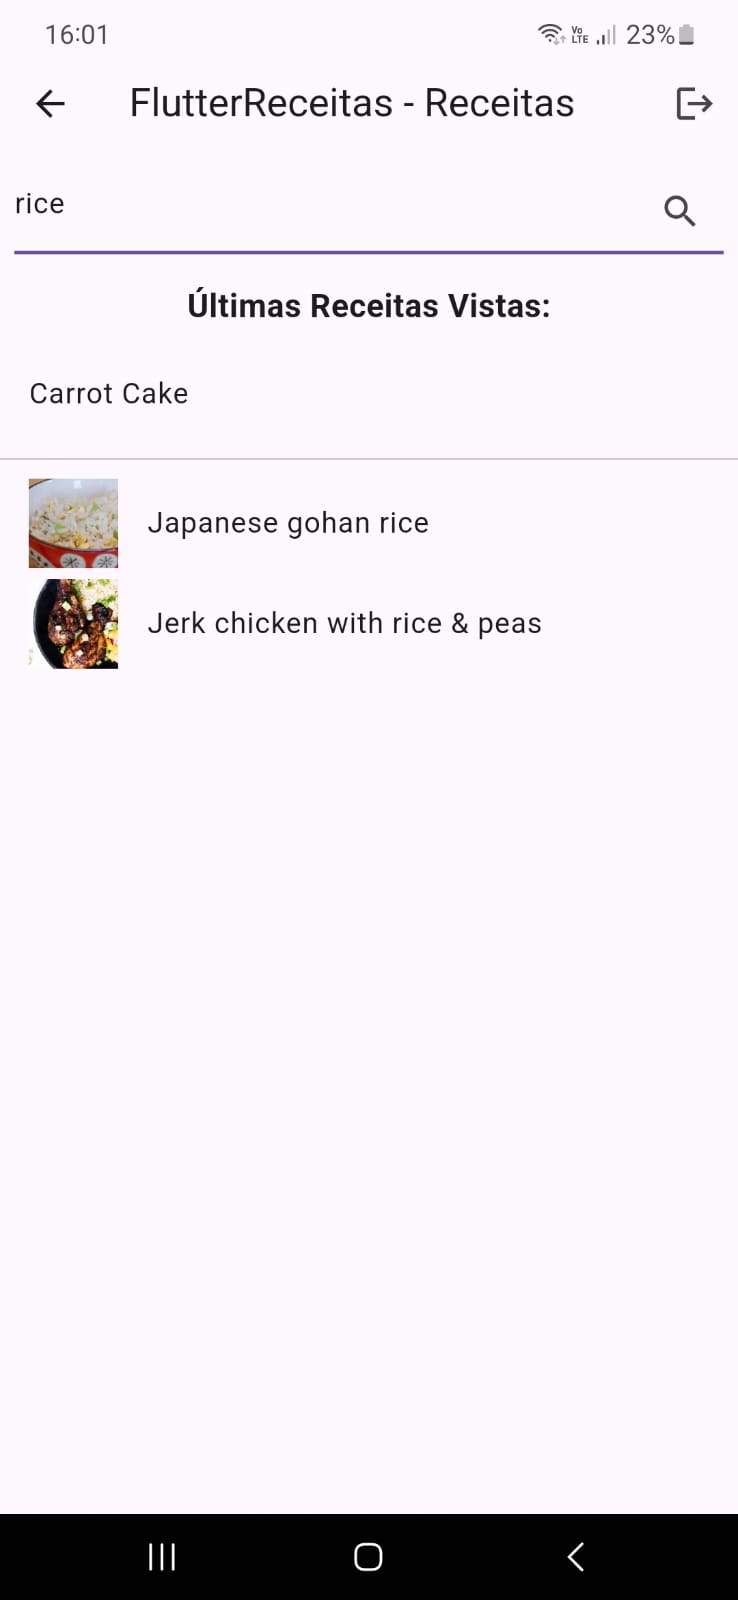 16:01
Vo
LTE
23%
FlutterReceitas - Receitas
rice
Últimas Receitas Vistas:
Carrot Cake
Japanese gohan rice
Jerk chicken with rice & peas